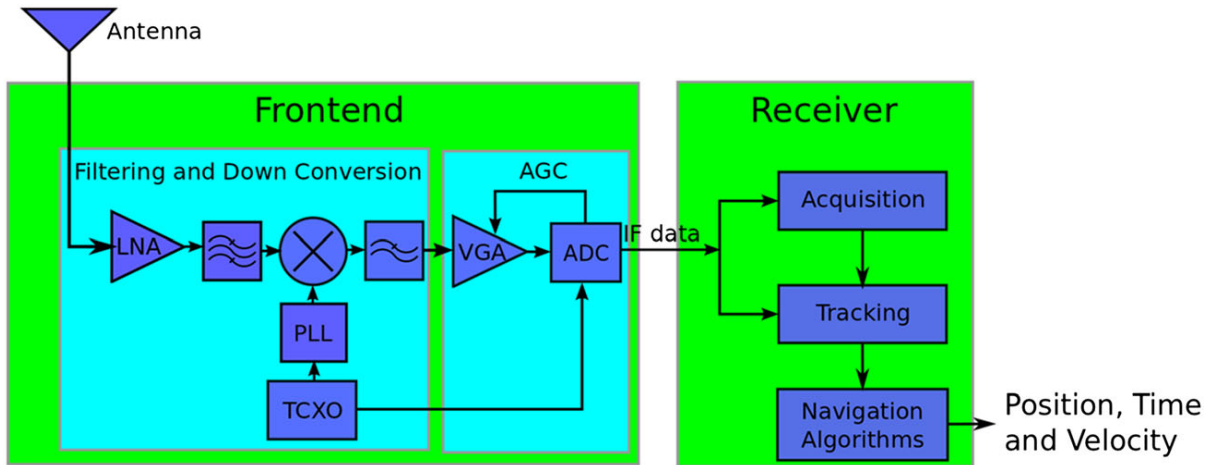 Antenna
Frontend
Receiver
Filtering and Down Conversion
AGC
Acquisition
LNA
VGA
ADC
IF data
PLL
Tracking
TCXO
Navigation
Algorithms
Position, Time
and Velocity